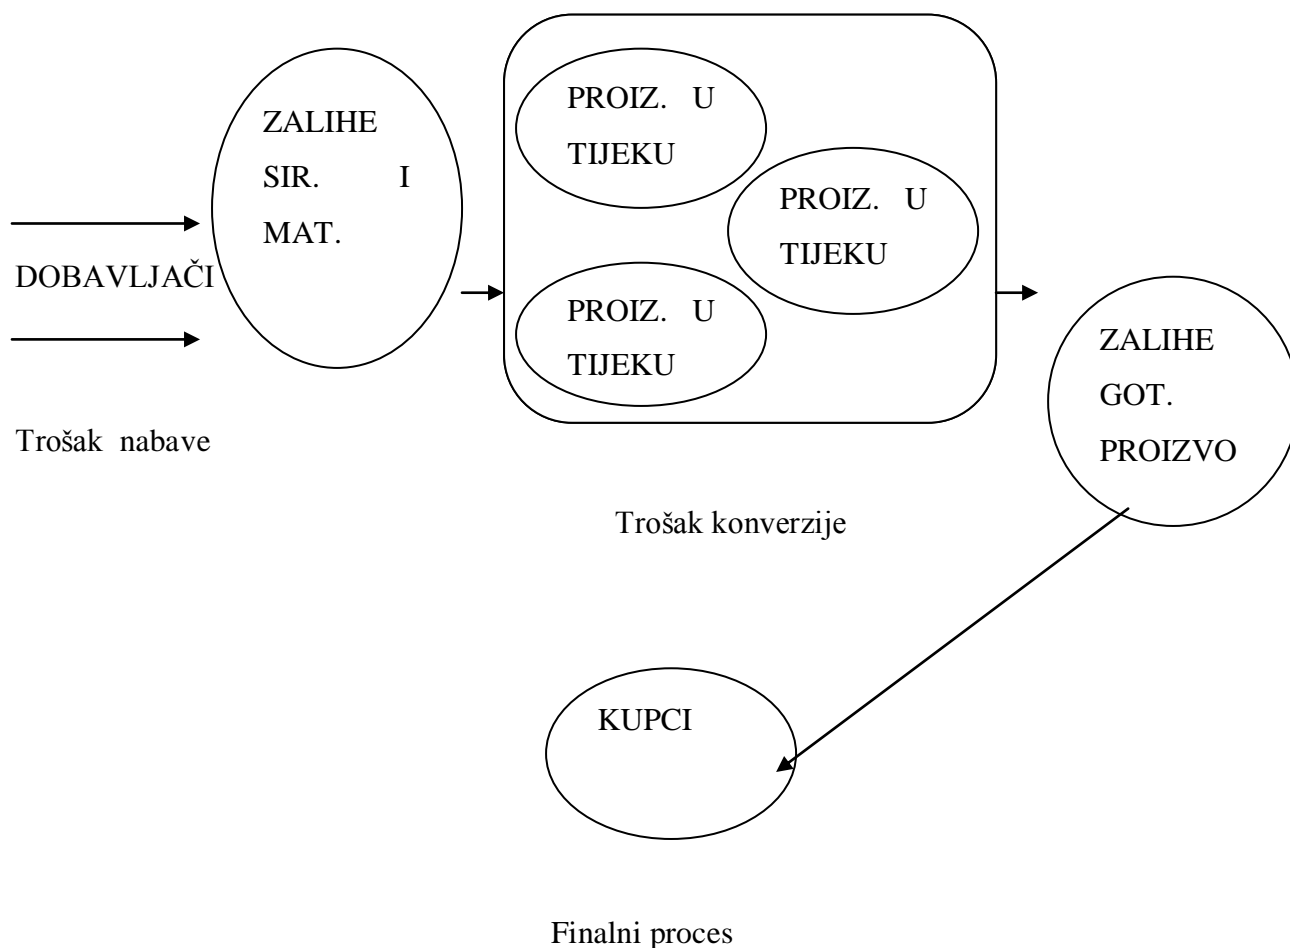 DOBAVLJAČI
Trošak nabave
ZALIHE
SIR. I
MAT.
PROIZ. U
TIJEKU
PROIZ. U
TIJEKU
PROIZ. U
TIJEKU
Trošak konverzije
ZALIHE
GOT.
PROIZVO
KUPCI
Finalni proces